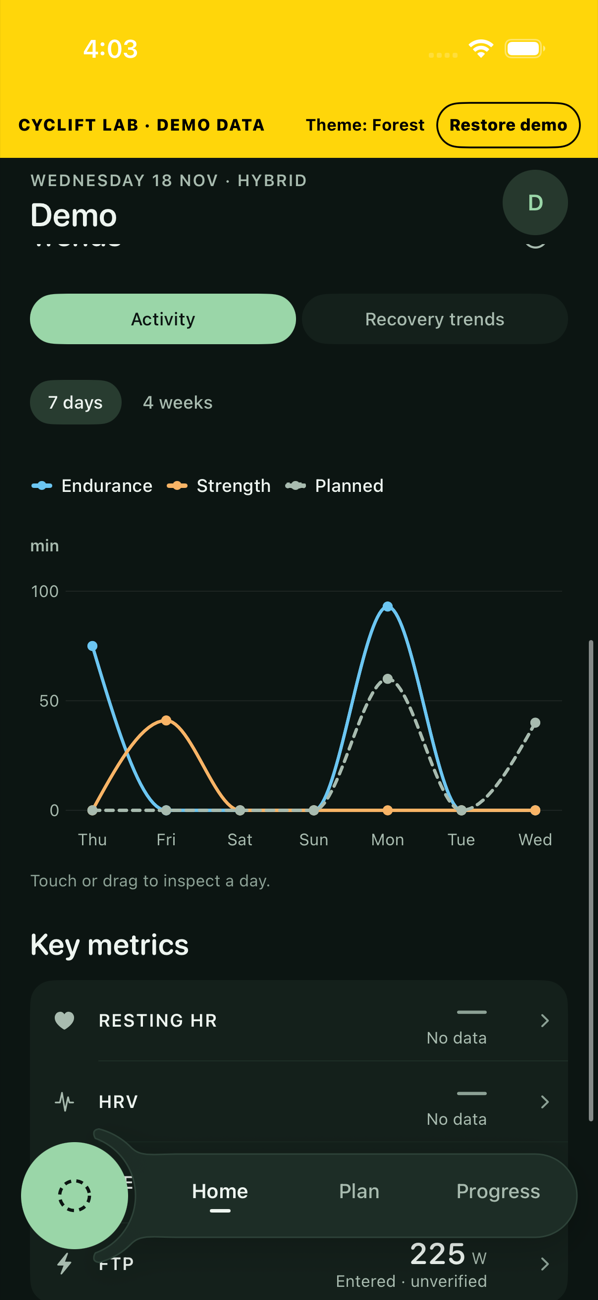 4:03
CYCLIFT LAB · DEMO DATA Theme: Forest Restore demo
WEDNESDAY 18 NOV · HYBRID
Demo
D
Activity Recovery trends
7 days 4 weeks
Endurance Strength Planned
min
100
50
0
Thu Fri Sat Sun Mon Tue Wed
Touch or drag to inspect a day.
Key metrics
RESTING HR
No data
HRV
No data
Home Plan Progress
FTP 225 W
Entered · unverified